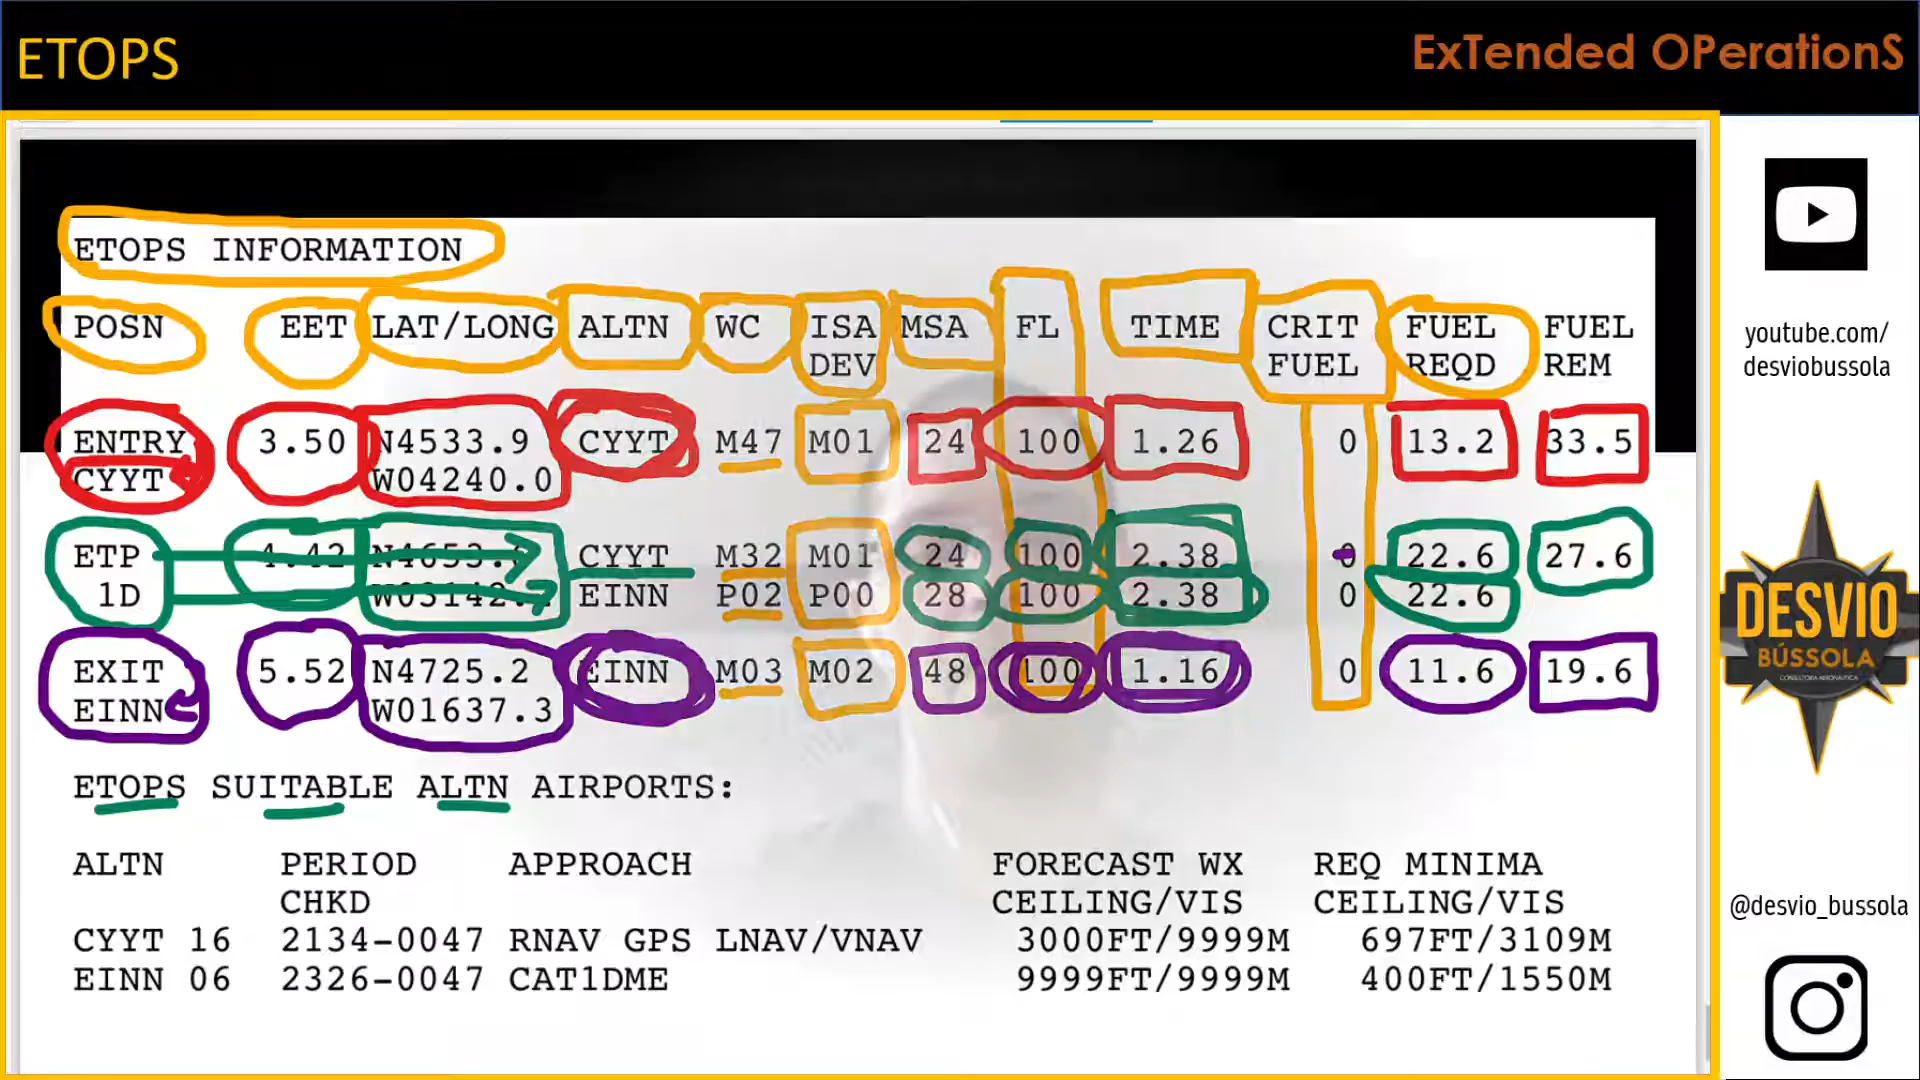 ETOPS
ExTended OPerationS
ETOPS INFORMATION
POSN EET LAT/LONG ALTN WC ISA MSA FL TIME CRIT FUEL FUEL
DEV FUEL REQD REM
ENTRY 3.50 N4533.9 CYYT M47 M01 24 100 1.26 0 13.2 33.5
CYYT W04240.0
ETP 4.42 CYYT M32 M01 24 100 2.38 0 22.6 27.6
1D EINN P02 P00 28 100 2.38 0 22.6
EXIT 5.52 N4725.2 EINN M03 M02 48 100 1.16 0 11.6 19.6
EINN W01637.3
ETOPS SUITABLE ALTN AIRPORTS:
ALTN PERIOD APPROACH FORECAST WX REQ MINIMA
CHKD CEILING/VIS CEILING/VIS
CYYT 16 2134-0047 RNAV GPS LNAV/VNAV 3000FT/9999M 697FT/3109M
EINN 06 2326-0047 CAT1DME 9999FT/9999M 400FT/1550M
youtube.com/
desviobussola
DESVIO
BÚSSOLA
CONSULTORIA AERONÁUTICA
@desvio_bussola